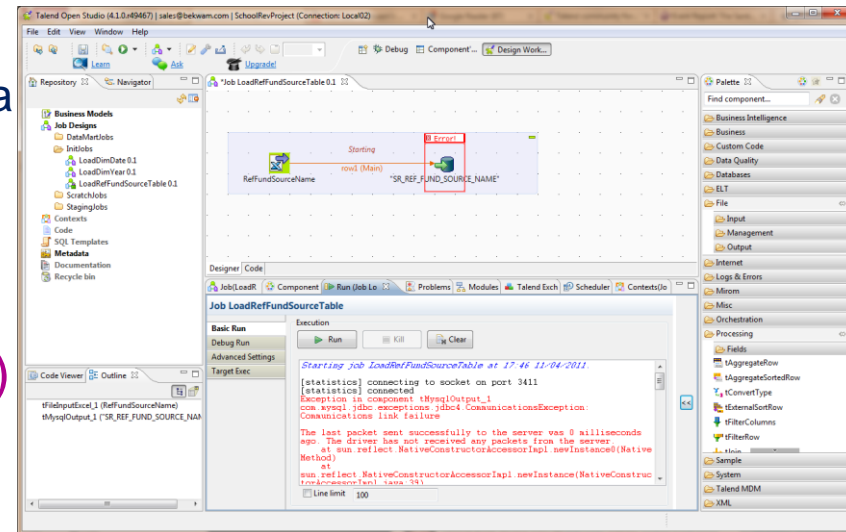 a
)
Talend Open Studio (4.1.0.r49467) | sales@bekwam.com | SchoolRevProject (Connection: Local02)
File Edit View Window Help
Learn Ask Upgrade!
Debug Component'... Design Work...
Repository Navigator
Business Models
Job Designs
DataMartJobs
InitJobs
LoadDimDate 0.1
LoadDimYear 0.1
LoadRefFundSourceTable 0.1
ScratchJobs
StagingJobs
Contexts
Code
SQL Templates
Metadata
Documentation
Recycle bin
Code Viewer Outline
tFileInputExcel_1 (RefFundSourceName)
tMysqlOutput_1 ("SR_REF_FUND_SOURCE_NAM
*Job LoadRefFundSourceTable 0.1
Error!
Starting
row1 (Main)
RefFundSourceName "SR_REF_FUND_SOURCE_NAME"
Designer Code
Job(LoadR Component Run (Job Lo Problems Modules Talend Exch Scheduler Contexts(Jo
Job LoadRefFundSourceTable
Basic Run
Debug Run
Advanced Settings
Target Exec
Execution
Run Kill Clear
Starting job LoadRefFundSourceTable at 17:46 11/04/2011.
[statistics] connecting to socket on port 3411
[statistics] connected
Exception in component tMysqlOutput_1
com.mysql.jdbc.exceptions.jdbc4.CommunicationsException:
Communications link failure
The last packet sent successfully to the server was 0 milliseconds
ago. The driver has not received any packets from the server.
at sun.reflect.NativeConstructorAccessorImpl.newInstance0(Native
Method)
at
sun.reflect.NativeConstructorAccessorImpl.newInstance(NativeConstruc
torAccessorImpl.java:39)
Line limit 100
<<
Palette
Find component...
Business Intelligence
Business
Custom Code
Data Quality
Databases
ELT
File
Input
Management
Output
Internet
Logs & Errors
Mirom
Misc
Orchestration
Processing
Fields
tAggregateRow
tAggregateSortedRow
tConvertType
tExternalSortRow
tFilterColumns
tFilterRow
tJoin
Sample
System
Talend MDM
XML